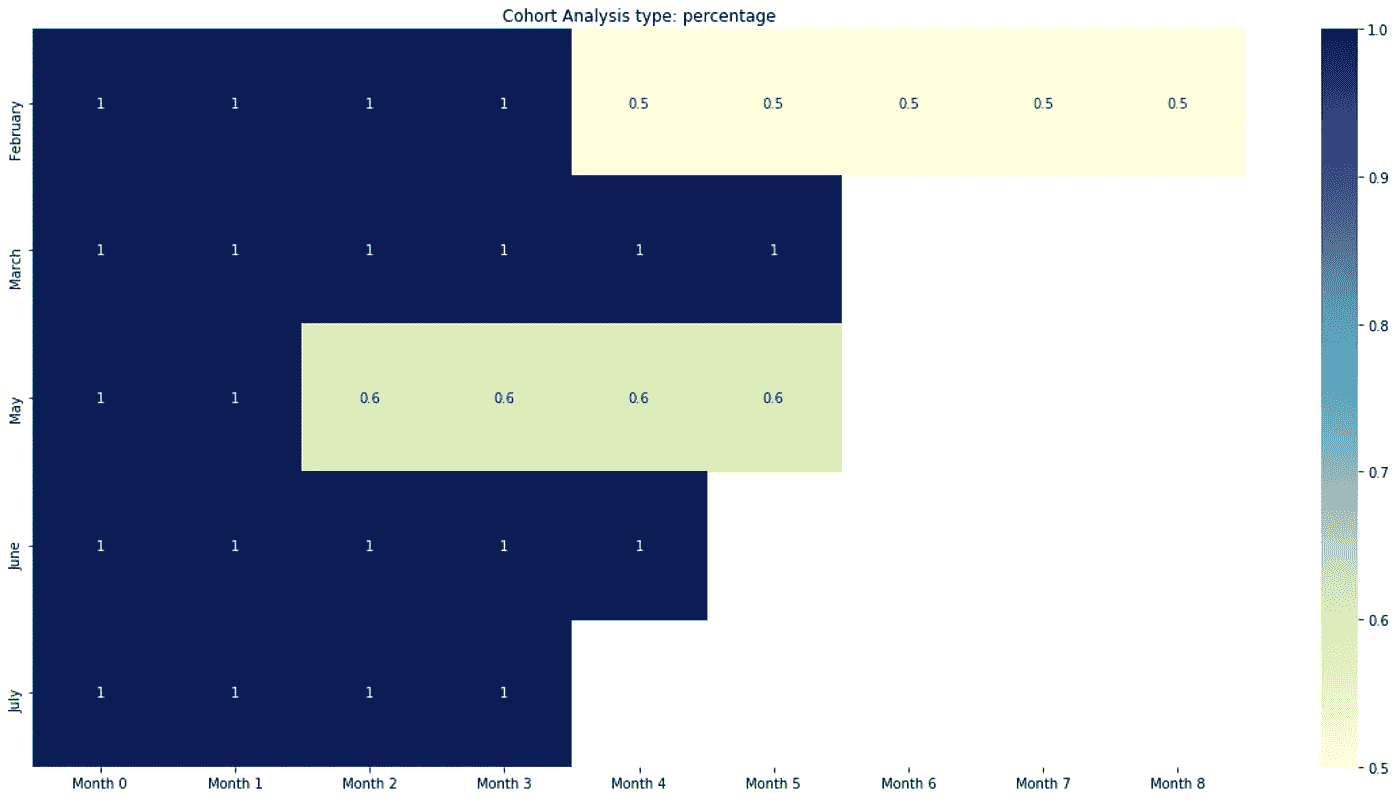 Cohort Analysis type: percentage
February 1 1 1 1 0.5 0.5 0.5 0.5 0.5
March 1 1 1 1 1 1
May 1 1 0.6 0.6 0.6 0.6
June 1 1 1 1 1
July 1 1 1 1
Month 0 Month 1 Month 2 Month 3 Month 4 Month 5 Month 6 Month 7 Month 8
1.0
0.9
0.8
0.7
0.6
0.5